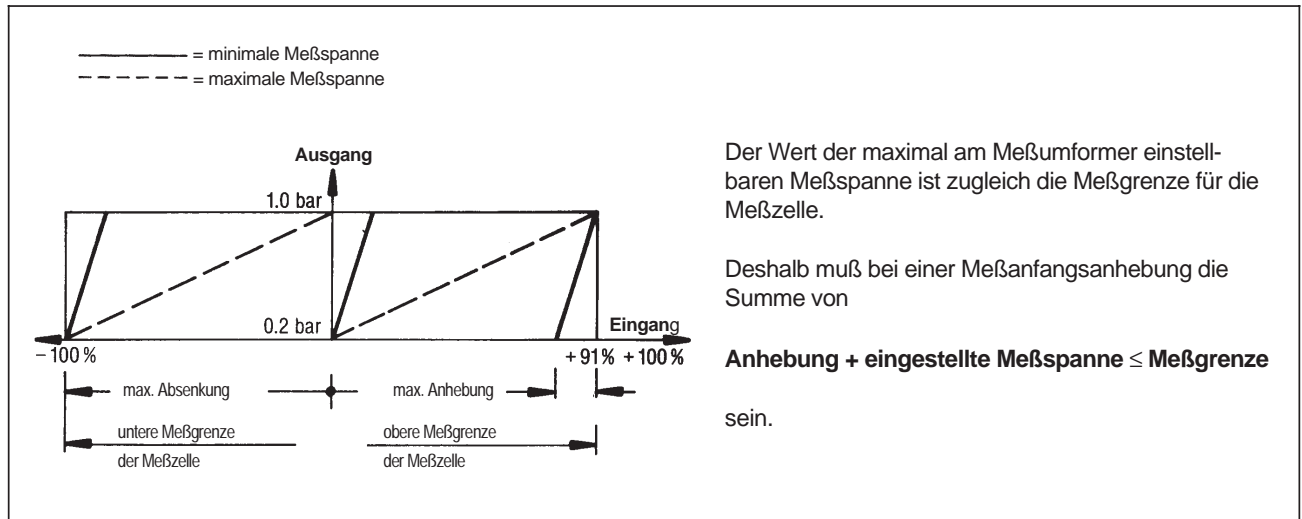 = minimale Meßspanne
= maximale Meßspanne
Ausgang
1.0 bar
0.2 bar
Eingang
– 100 %
+ 91% + 100%
max. Absenkung
max. Anhebung
untere Meßgrenze
der Meßzelle
obere Meßgrenze
der Meßzelle
Der Wert der maximal am Meßumformer einstell-
baren Meßspanne ist zugleich die Meßgrenze für die
Meßzelle.
Deshalb muß bei einer Meßanfangsanhebung die
Summe von
Anhebung + eingestellte Meßspanne ≤ Meßgrenze
sein.